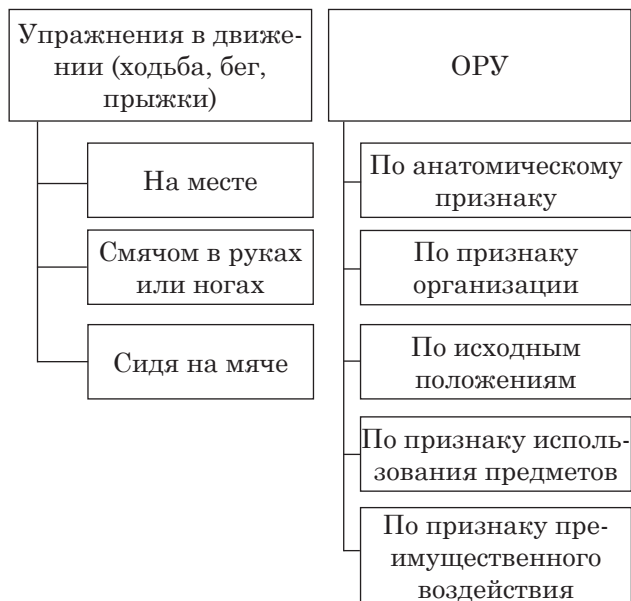 Упражнения в движе-
нии (ходьба, бег,
прыжки)
На месте
Смячом в руках
или ногах
Сидя на мяче
ОРУ
По анатомическому
признаку
По признаку
организации
По исходным
положениям
По признаку исполь-
зования предметов
По признаку пре-
имущественного
воздействия